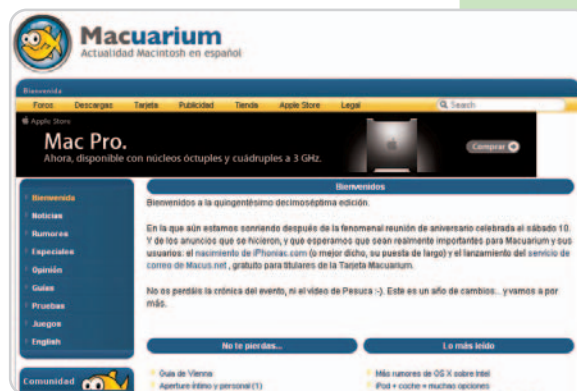 Macuarium
Actualidad Macintosh en español
Bienvenida
Foros Descargas Tarjeta Publicidad Tienda Apple Store Legal Search
Apple Store
Mac Pro.
Ahora, disponible con núcleos óctuples y cuádruples a 3 GHz.
Comprar
Bienvenida
Noticias
Rumores
Especiales
Opinión
Guías
Pruebas
Juegos
English
Comunidad
Bienvenidos
Bienvenidos a la quingentésimo decimoséptima edición.
En la que aún estamos sonriendo después de la fenomenal reunión de aniversario celebrada el sábado 10.
Y de los anuncios que se hicieron, y que esperamos que sean realmente importantes para Macuarium y sus
usuarios: el nacimiento de iPhoniac.com (o mejor dicho, su puesta de largo) y el lanzamiento del servicio de
correo de Macus.net , gratuito para titulares de la Tarjeta Macuarium.
No os perdáis la crónica del evento, ni el vídeo de Pesuca :-). Este es un año de cambios... y vamos a por
más.
No te pierdas...
Guia de Vienna
Aperture íntimo y personal (1)
Lo más leído
Más rumores de OS X sobre Intel
iPod + coche = muchas opciones